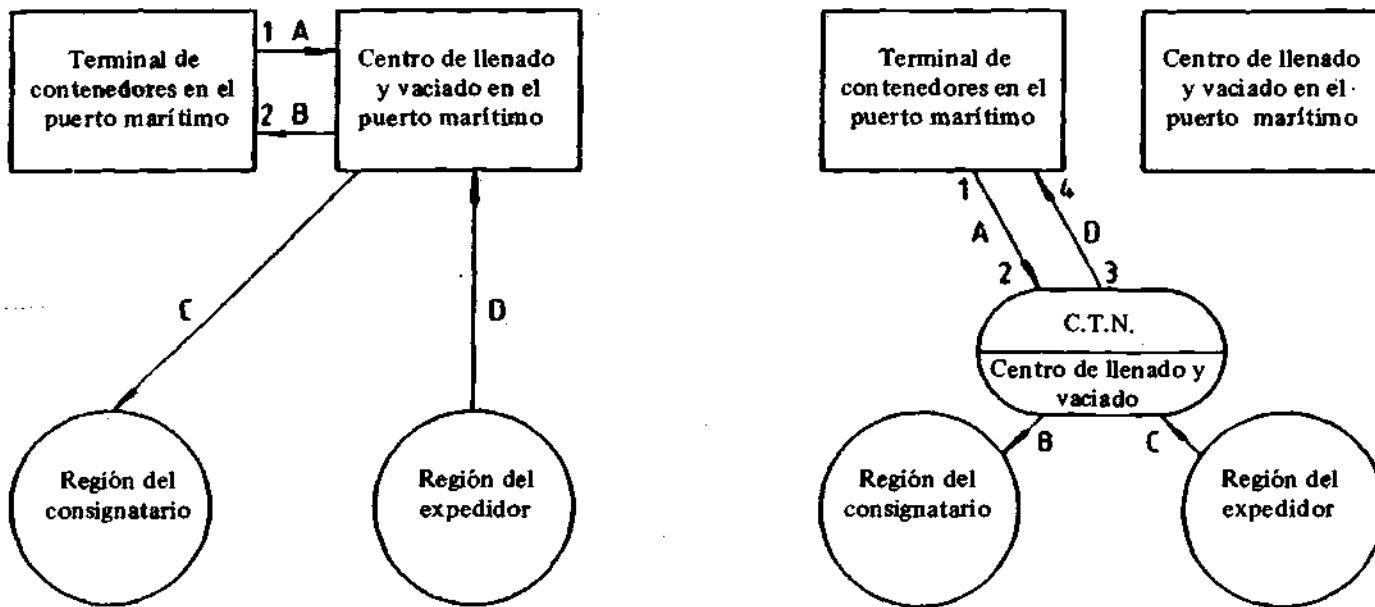 Terminal de
contenedores en el
puerto marítimo
1 A
2 B
Centro de llenado
y vaciado en el
puerto marítimo
C
D
Región del
consignatario
Región del
expedidor
Terminal de
contenedores en el
puerto marítimo
Centro de llenado
y vaciado en el
puerto marítimo
1
4
A
D
2
3
C.T.N.
Centro de llenado y
vaciado
B
C
Región del
consignatario
Región del
expedidor